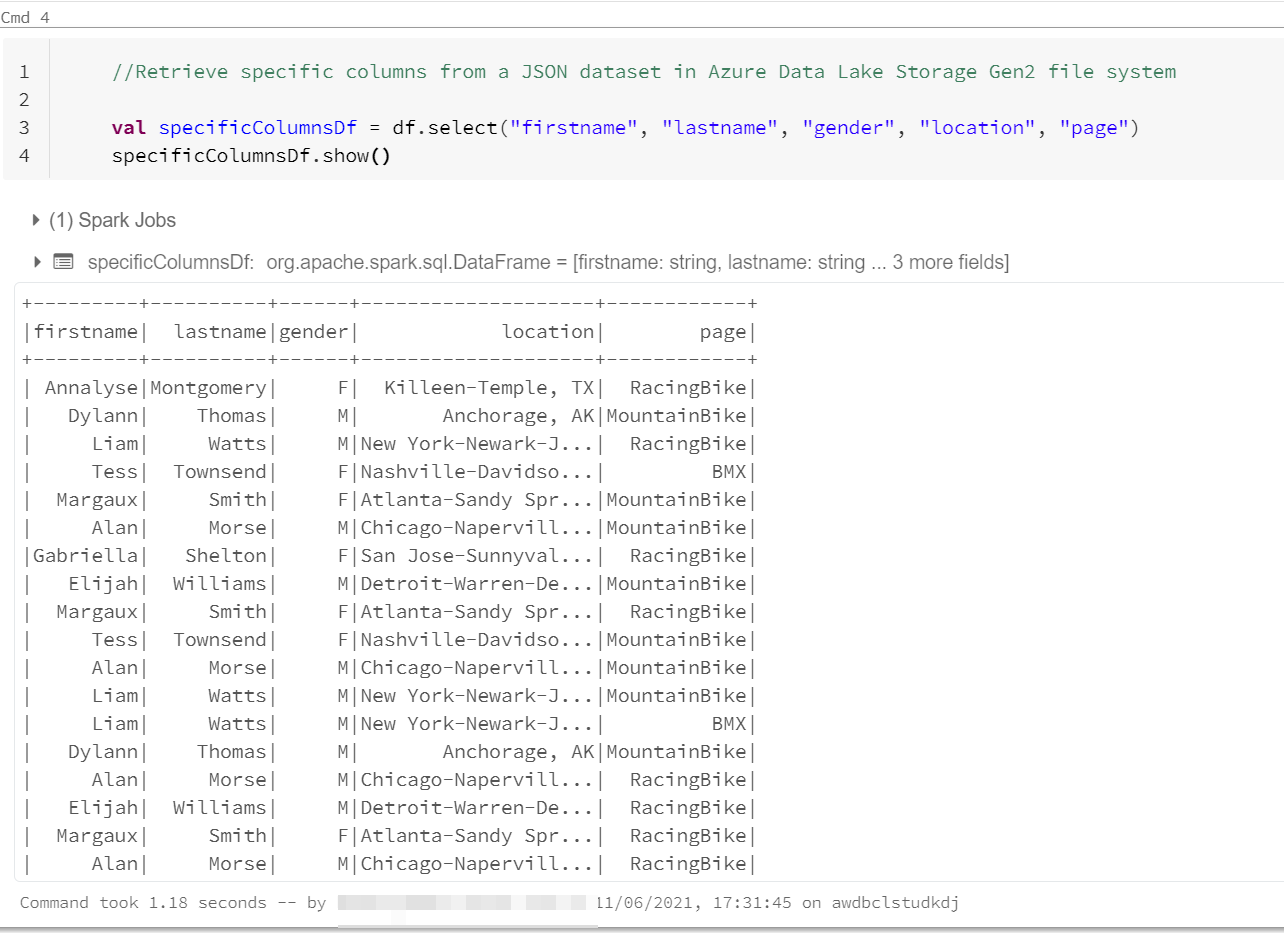 Cmd 4
1 //Retrieve specific columns from a JSON dataset in Azure Data Lake Storage Gen2 file system
2
3 val specificColumnsDf = df.select("firstname", "lastname", "gender", "location", "page")
4 specificColumnsDf.show()
(1) Spark Jobs
specificColumnsDf: org.apache.spark.sql.DataFrame = [firstname: string, lastname: string ... 3 more fields]
+---------+----------+------+--------------------+------------+
|firstname|  lastname|gender|            location|        page|
+---------+----------+------+--------------------+------------+
| Annalyse|Montgomery|     F|  Killeen-Temple, TX|  RacingBike|
|   Dylann|    Thomas|     M|       Anchorage, AK|MountainBike|
|     Liam|     Watts|     M|New York-Newark-J...|  RacingBike|
|     Tess|  Townsend|     F|Nashville-Davidso...|         BMX|
|  Margaux|     Smith|     F|Atlanta-Sandy Spr...|MountainBike|
|     Alan|     Morse|     M|Chicago-Napervill...|MountainBike|
|Gabriella|   Shelton|     F|San Jose-Sunnyval...|  RacingBike|
|   Elijah|  Williams|     M|Detroit-Warren-De...|MountainBike|
|  Margaux|     Smith|     F|Atlanta-Sandy Spr...|  RacingBike|
|     Tess|  Townsend|     F|Nashville-Davidso...|MountainBike|
|     Alan|     Morse|     M|Chicago-Napervill...|MountainBike|
|     Liam|     Watts|     M|New York-Newark-J...|MountainBike|
|     Liam|     Watts|     M|New York-Newark-J...|         BMX|
|   Dylann|    Thomas|     M|       Anchorage, AK|MountainBike|
|     Alan|     Morse|     M|Chicago-Napervill...|  RacingBike|
|   Elijah|  Williams|     M|Detroit-Warren-De...|  RacingBike|
|  Margaux|     Smith|     F|Atlanta-Sandy Spr...|  RacingBike|
|     Alan|     Morse|     M|Chicago-Napervill...|  RacingBike|
Command took 1.18 seconds -- by 11/06/2021, 17:31:45 on awdbclstudkdj